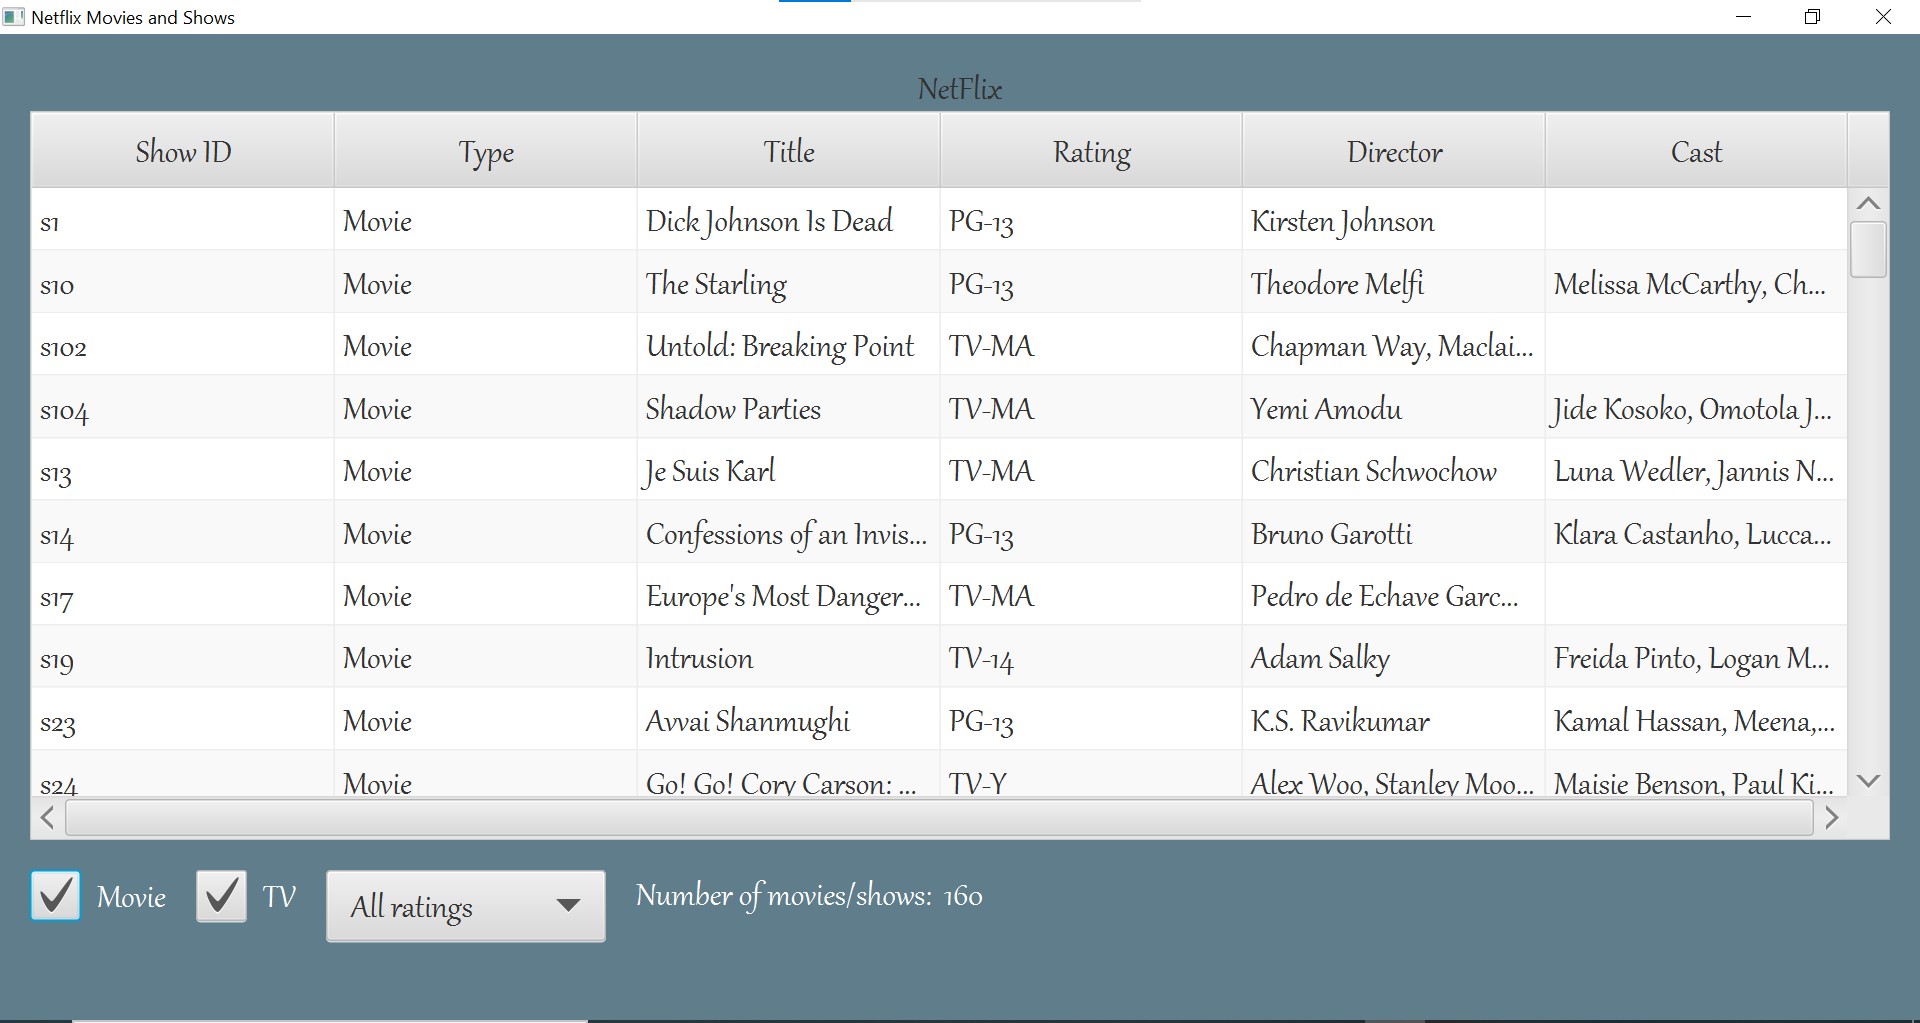 Netflix Movies and Shows
NetFlix
Show ID Type Title Rating Director Cast
s1 Movie Dick Johnson Is Dead PG-13 Kirsten Johnson
s10 Movie The Starling PG-13 Theodore Melfi Melissa McCarthy, Ch...
s102 Movie Untold: Breaking Point TV-MA Chapman Way, Maclai...
s104 Movie Shadow Parties TV-MA Yemi Amodu Jide Kosoko, Omotola J...
s13 Movie Je Suis Karl TV-MA Christian Schwochow Luna Wedler, Jannis N...
s14 Movie Confessions of an Invis... PG-13 Bruno Garotti Klara Castanho, Lucca...
s17 Movie Europe's Most Danger... TV-MA Pedro de Echave Garc...
s19 Movie Intrusion TV-14 Adam Salky Freida Pinto, Logan M...
s23 Movie Avvai Shanmughi PG-13 K.S. Ravikumar Kamal Hassan, Meena,...
s24 Movie Go! Go! Cory Carson: ... TV-Y Alex Woo, Stanley Moo... Maisie Benson, Paul Ki...
Movie TV All ratings Number of movies/shows: 160